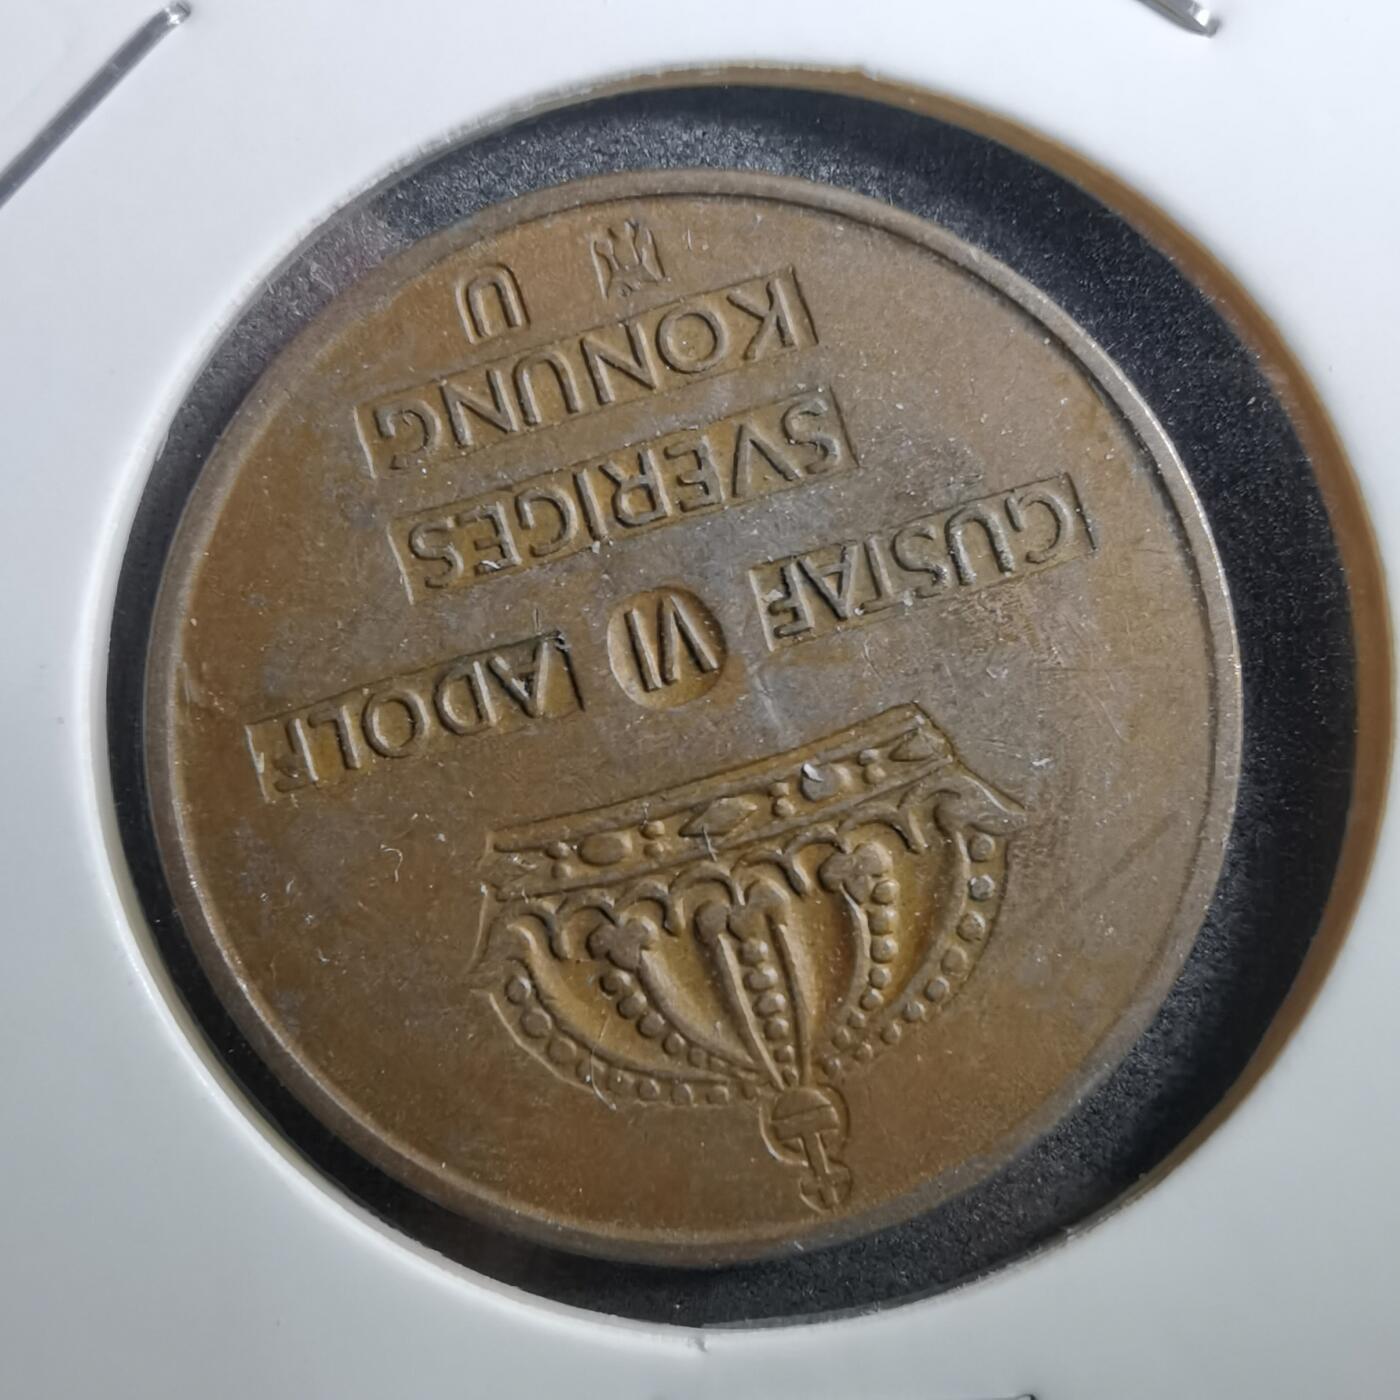 GUSTAF VI ADOLF
SVERIGES
KONUNG
U